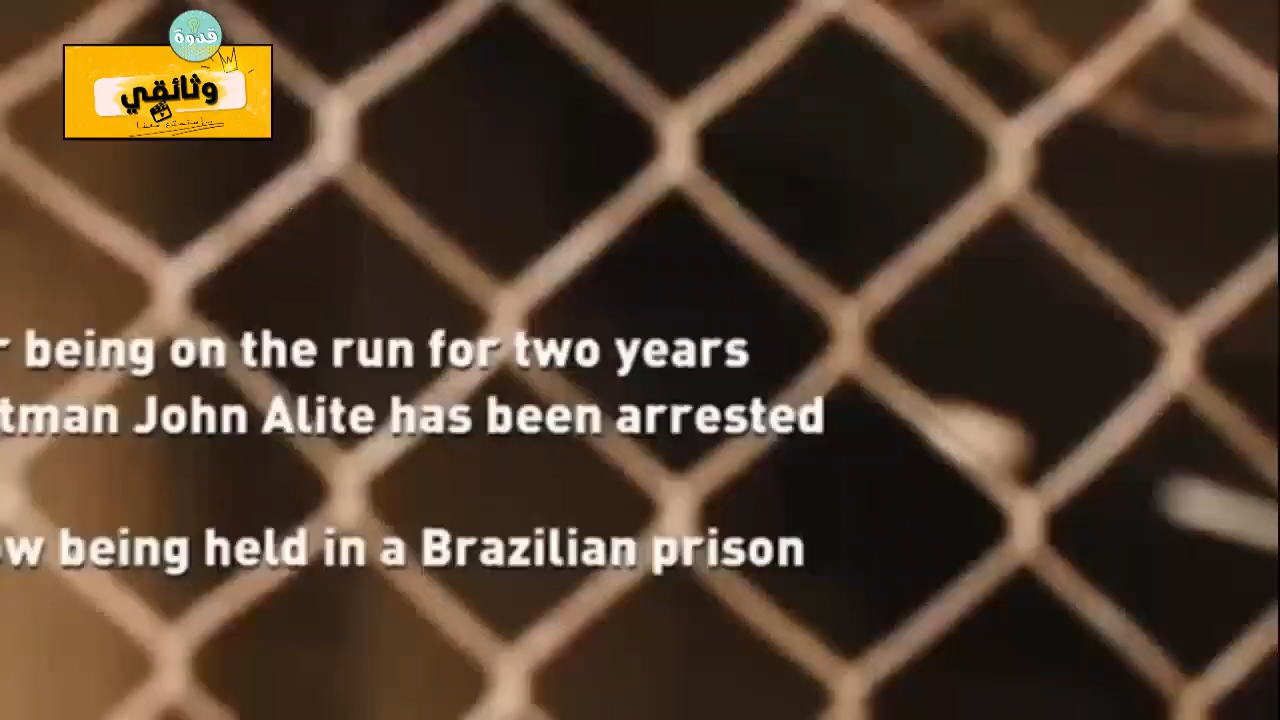 قدوة
وثائقي
r being on the run for two years
tman John Alite has been arrested
ow being held in a Brazilian prison